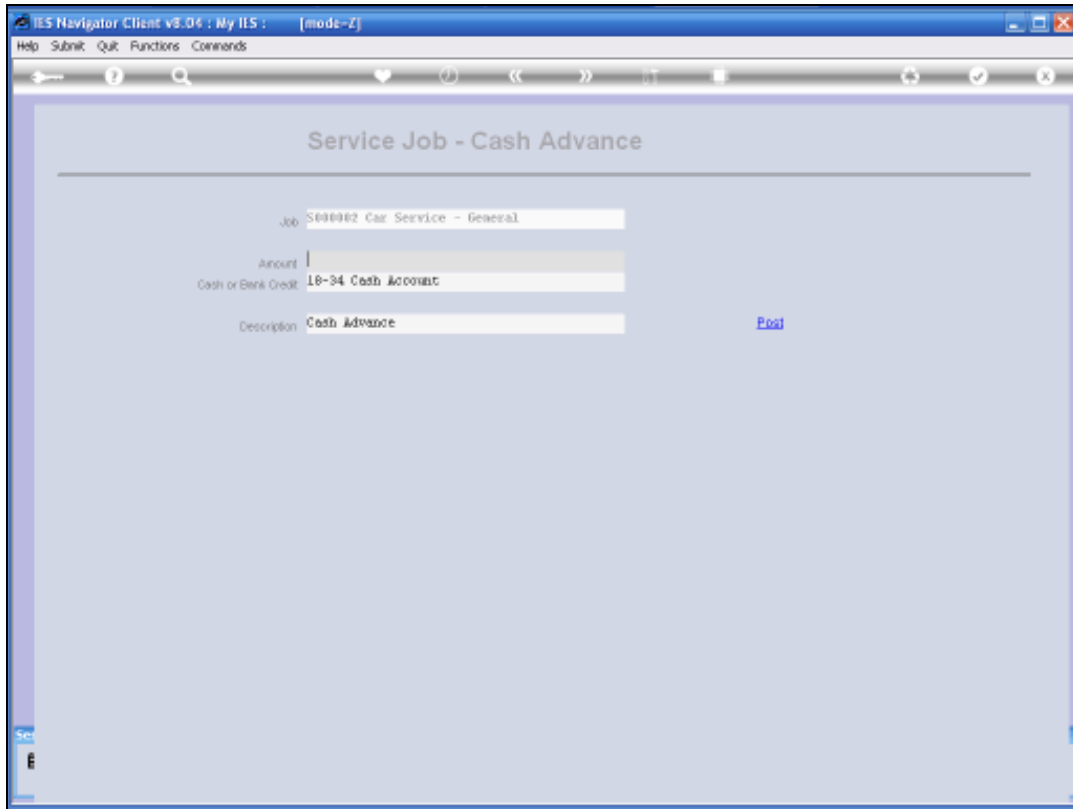 IES Navigator Client v8.04 : My IES : [mode=Z]
Help Submit Quit Functions Commands
Service Job - Cash Advance
Job S000002 Car Service - General
Amount
Cash or Bank Credit 18-34 Cash Account
Description Cash Advance Post